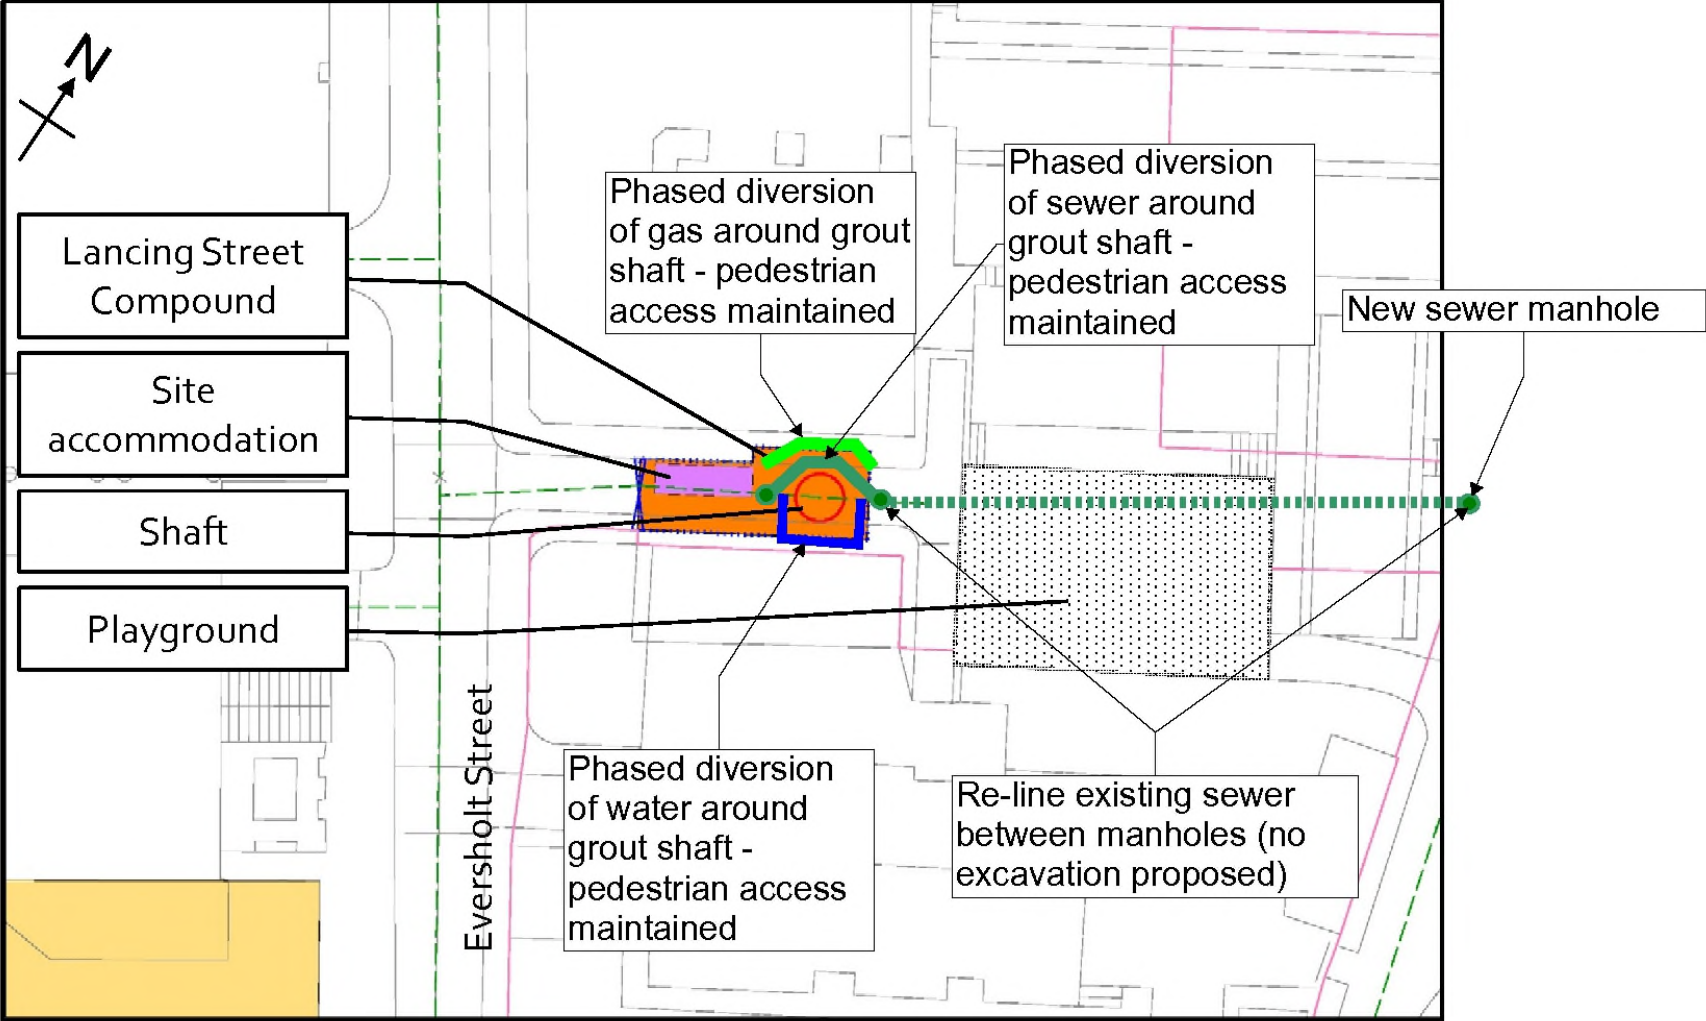 N
Lancing Street
Compound
Site
accommodation
Shaft
Playground
Phased diversion
of gas around grout
shaft - pedestrian
access maintained
Phased diversion
of sewer around
grout shaft -
pedestrian access
maintained
New sewer manhole
Eversholt Street
Phased diversion
of water around
grout shaft -
pedestrian access
maintained
Re-line existing sewer
between manholes (no
excavation proposed)